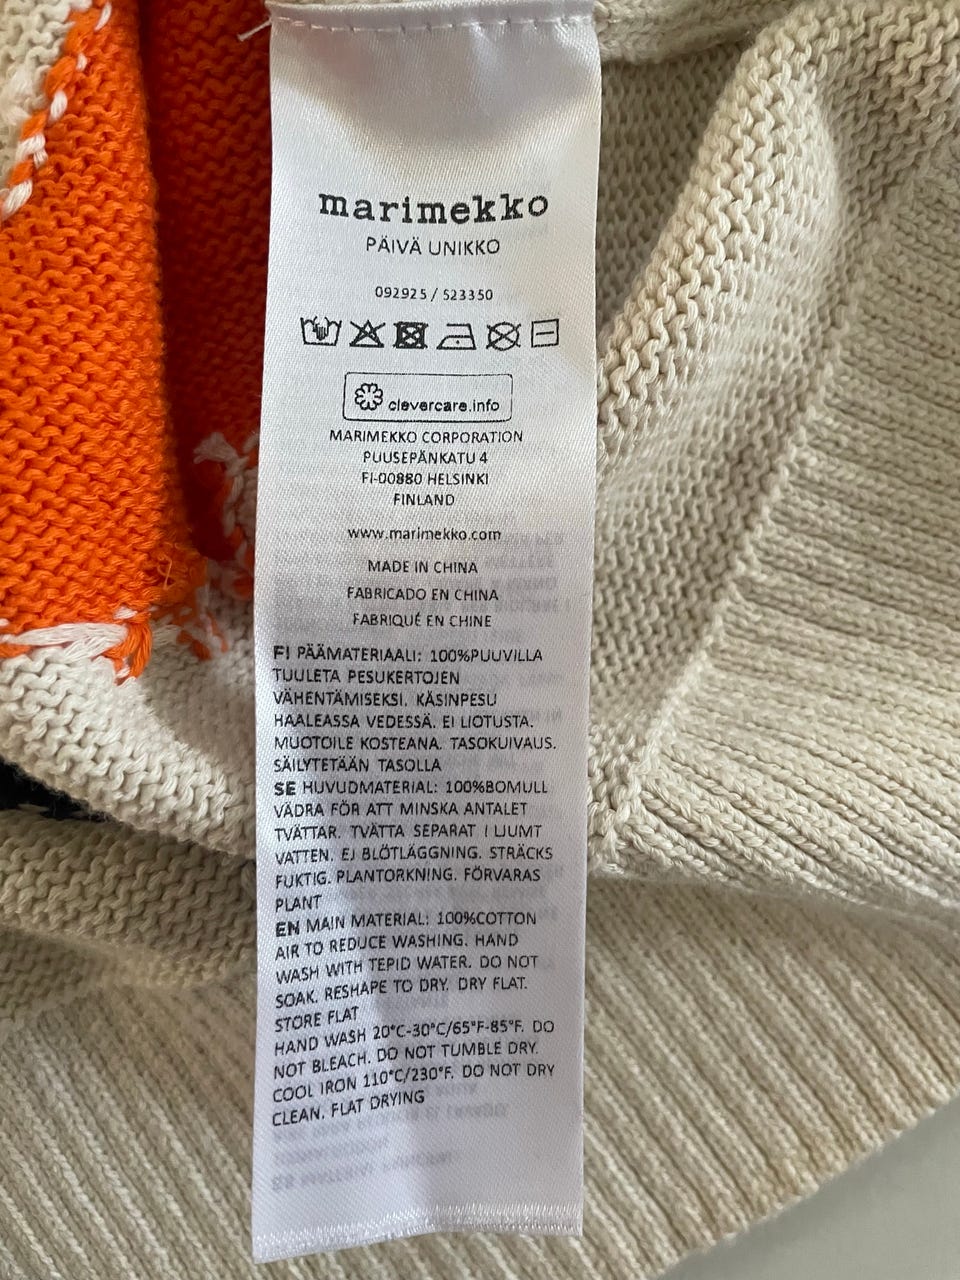 marimekko
PÄIVÄ UNIKKO
092925 / 523350
clevercare.info
MARIMEKKO CORPORATION
PUUSEPÄNKATU 4
FI-00880 HELSINKI
FINLAND
www.marimekko.com
MADE IN CHINA
FABRICADO EN CHINA
FABRIQUÉ EN CHINE
FI PÄÄMATERIAALI: 100%PUUVILLA
TUULETA PESUKERTOJEN
VÄHENTÄMISEKSI. KÄSINPESU
HAALEASSA VEDESSÄ. EI LIOTUSTA.
MUOTOILE KOSTEANA. TASOKUIVAUS.
SÄILYTETÄÄN TASOLLA
SE HUVUDMATERIAL: 100%BOMULL
VÄDRA FÖR ATT MINSKA ANTALET
TVÄTTAR. TVÄTTA SEPARAT I LJUMT
VATTEN. EJ BLÖTLÄGGNING. STRÄCKS
FUKTIG. PLANTORKNING. FÖRVARAS
PLANT
EN MAIN MATERIAL: 100%COTTON
AIR TO REDUCE WASHING. HAND
WASH WITH TEPID WATER. DO NOT
SOAK. RESHAPE TO DRY. DRY FLAT.
STORE FLAT
HAND WASH 20°C-30°C/65°F-85°F. DO
NOT BLEACH. DO NOT TUMBLE DRY.
COOL IRON 110°C/230°F. DO NOT DRY
CLEAN. FLAT DRYING